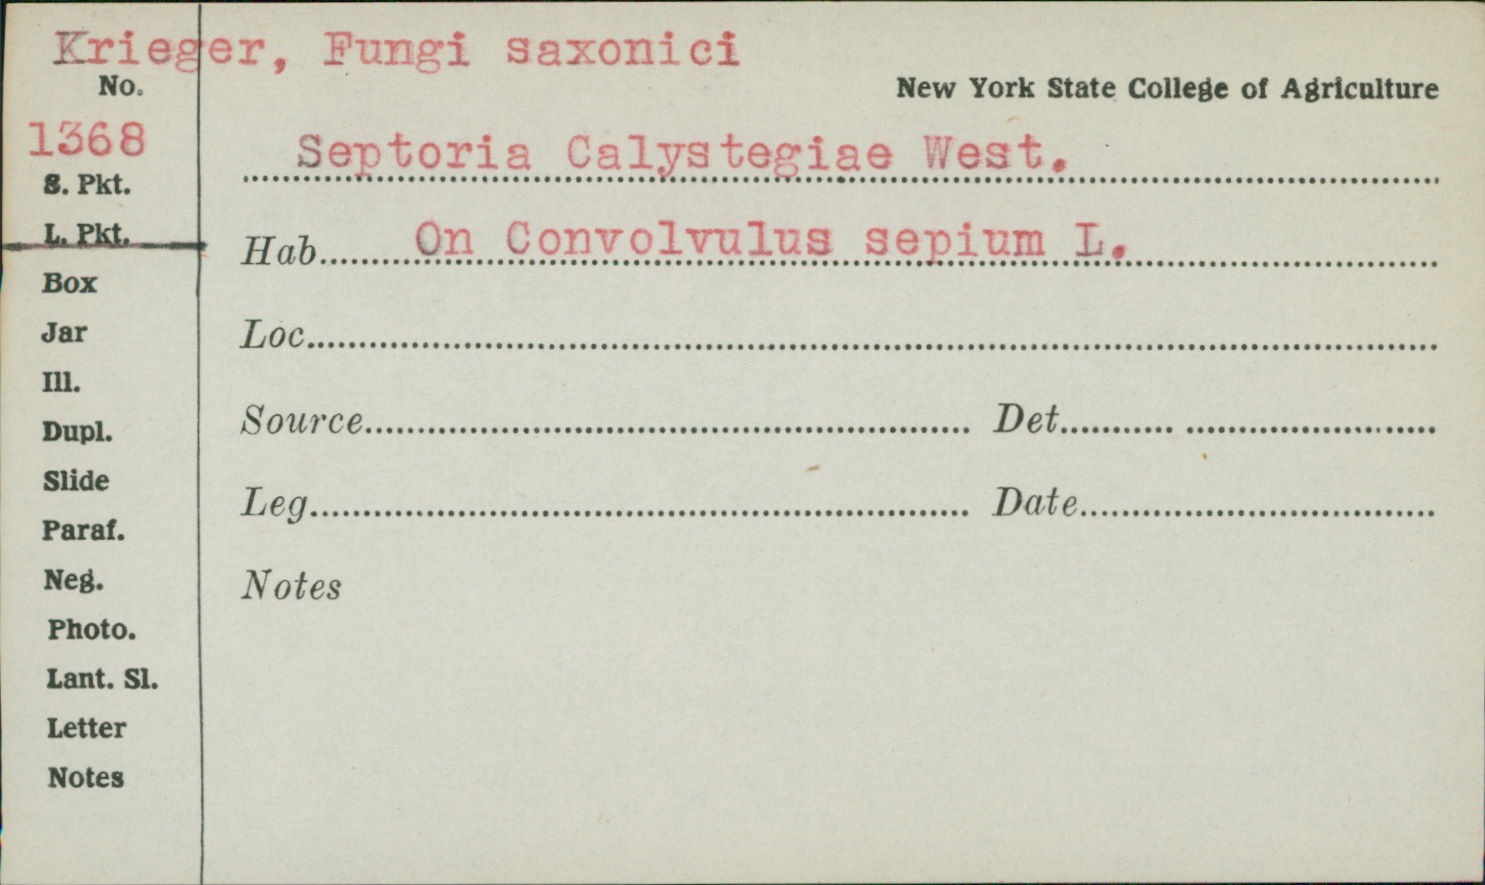 Krieger, Fungi saxonici
No.
New York State College of Agriculture
1368
Septoria Calystegiae West.
S. Pkt.
L. Pkt.
Hab. On Convolvulus sepium L.
Box
Jar
Loc.
Ill.
Dupl.
Source Det.
Slide
Leg. Date
Paraf.
Neg.
Notes
Photo.
Lant. Sl.
Letter
Notes